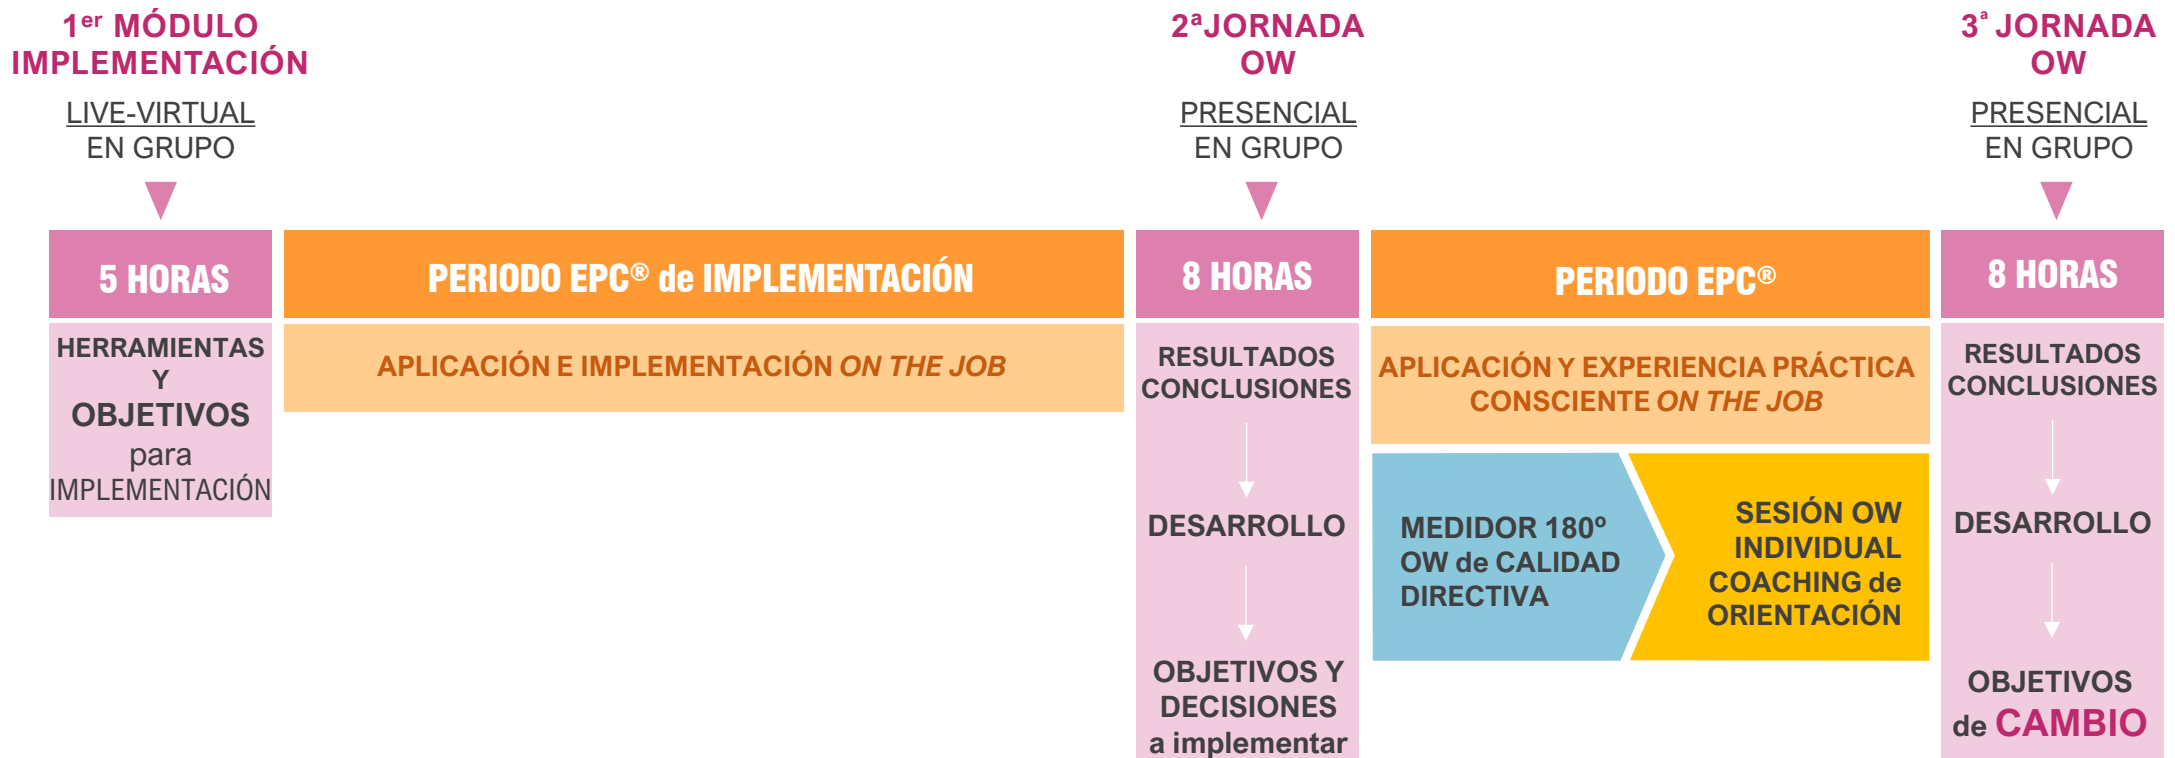 1er MÓDULO
IMPLEMENTACIÓN
LIVE-VIRTUAL
EN GRUPO
5 HORAS
HERRAMIENTAS
Y
OBJETIVOS
para
IMPLEMENTACIÓN
PERIODO EPC® de IMPLEMENTACIÓN
APLICACIÓN E IMPLEMENTACIÓN ON THE JOB
2ªJORNADA
OW
PRESENCIAL
EN GRUPO
8 HORAS
RESULTADOS
CONCLUSIONES
DESARROLLO
OBJETIVOS Y
DECISIONES
a implementar
PERIODO EPC®
APLICACIÓN Y EXPERIENCIA PRÁCTICA
CONSCIENTE ON THE JOB
MEDIDOR 180º
OW de CALIDAD
DIRECTIVA
SESIÓN OW
INDIVIDUAL
COACHING de
ORIENTACIÓN
3ª JORNADA
OW
PRESENCIAL
EN GRUPO
8 HORAS
RESULTADOS
CONCLUSIONES
DESARROLLO
OBJETIVOS
de CAMBIO